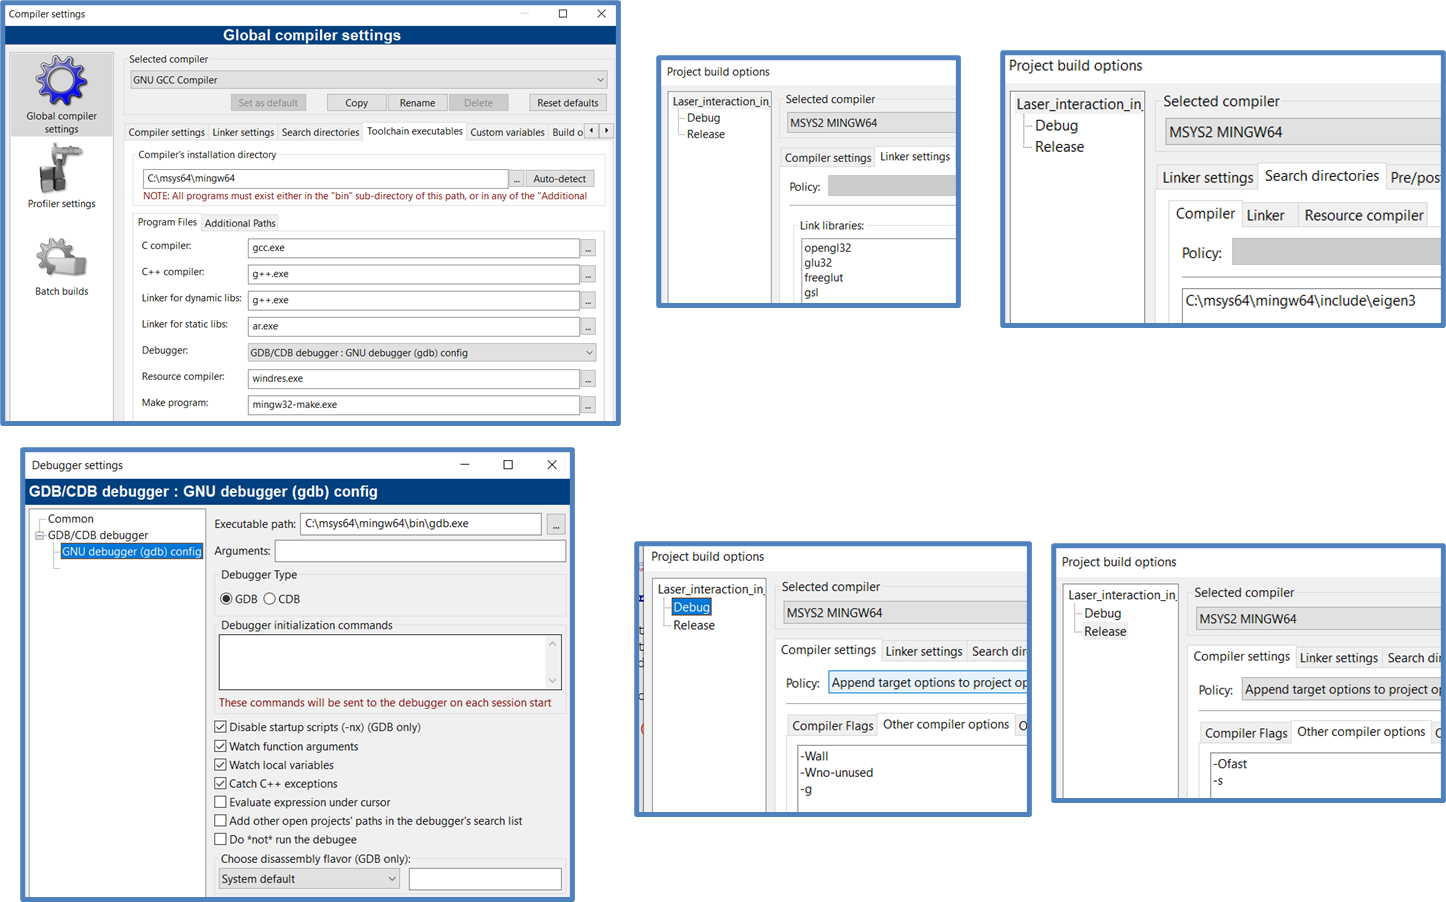 Compiler settings
Global compiler settings
Global compiler
settings
Profiler settings
Batch builds
Selected compiler
GNU GCC Compiler
Set as default Copy Rename Delete Reset defaults
Compiler settings Linker settings Search directories Toolchain executables Custom variables Build o
Compiler's installation directory
C:\msys64\mingw64 ... Auto-detect
NOTE: All programs must exist either in the "bin" sub-directory of this path, or in any of the "Additional
Program Files Additional Paths
C compiler: gcc.exe ...
C++ compiler: g++.exe ...
Linker for dynamic libs: g++.exe ...
Linker for static libs: ar.exe ...
Debugger: GDB/CDB debugger : GNU debugger (gdb) config
Resource compiler: windres.exe ...
Make program: mingw32-make.exe ...
Project build options
Laser_interaction_in_
Debug
Release
Selected compiler
MSYS2 MINGW64
Compiler settings Linker settings
Policy:
Link libraries:
opengl32
glu32
freeglut
gsl
Project build options
Laser_interaction_in_
Debug
Release
Selected compiler
MSYS2 MINGW64
Linker settings Search directories Pre/pos
Compiler Linker Resource compiler
Policy:
C:\msys64\mingw64\include\eigen3
Debugger settings
GDB/CDB debugger : GNU debugger (gdb) config
Common
GDB/CDB debugger
GNU debugger (gdb) config
Executable path: C:\msys64\mingw64\bin\gdb.exe ...
Arguments:
Debugger Type
GDB CDB
Debugger initialization commands
These commands will be sent to the debugger on each session start
Disable startup scripts (-nx) (GDB only)
Watch function arguments
Watch local variables
Catch C++ exceptions
Evaluate expression under cursor
Add other open projects' paths in the debugger's search list
Do *not* run the debugee
Choose disassembly flavor (GDB only):
System default
Project build options
Laser_interaction_in_
Debug
Release
Selected compiler
MSYS2 MINGW64
Compiler settings Linker settings Search dire
Policy: Append target options to project op
Compiler Flags Other compiler options O
-Wall
-Wno-unused
-g
Project build options
Laser_interaction_in_
Debug
Release
Selected compiler
MSYS2 MINGW64
Compiler settings Linker settings Search di
Policy: Append target options to project o
Compiler Flags Other compiler options
-Ofast
-s